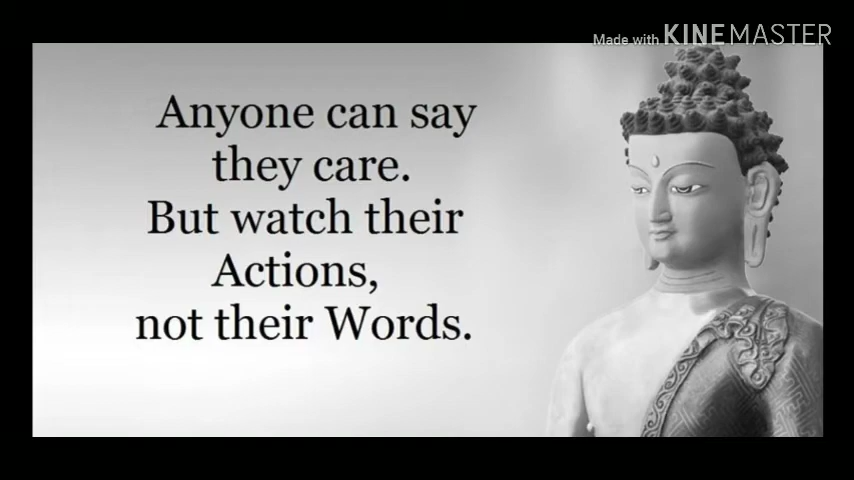 Made with KINEMASTER
Anyone can say
they care.
But watch their
Actions,
not their Words.